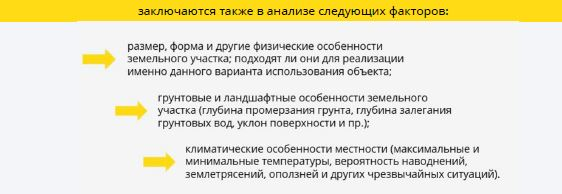 заключаются также в анализе следующих факторов:
размер, форма и другие физические особенности
земельного участка; подходят ли они для реализации
именно данного варианта использования объекта;
грунтовые и ландшафтные особенности земельного
участка (глубина промерзания грунта, глубина залегания
грунтовых вод, уклон поверхности и пр.);
климатические особенности местности (максимальные и
минимальные температуры, вероятность наводнений,
землетрясений, оползней и других чрезвычайных ситуаций).